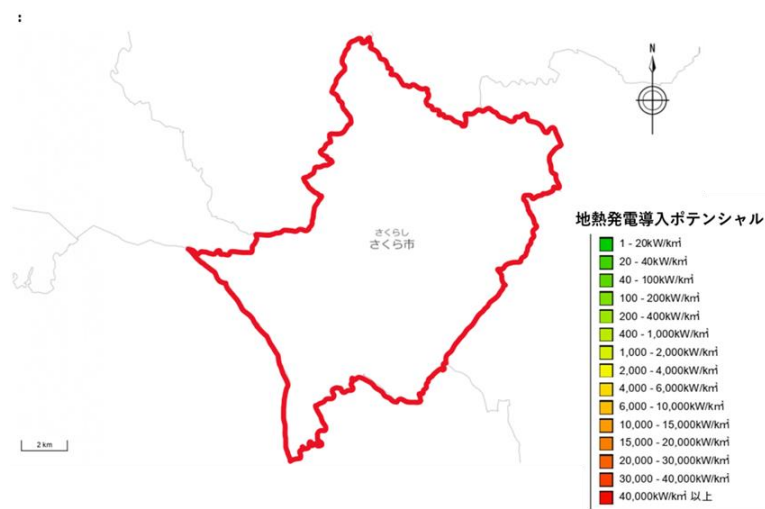 :
N
さくらし
さくら市
地熱発電導入ポテンシャル
1 - 20kW/k㎡
20 - 40kW/k㎡
40 - 100kW/k㎡
100 - 200kW/k㎡
200 - 400kW/k㎡
400 - 1,000kW/k㎡
1,000 - 2,000kW/k㎡
2,000 - 4,000kW/k㎡
4,000 - 6,000kW/k㎡
6,000 - 10,000kW/k㎡
10,000 - 15,000kW/k㎡
15,000 - 20,000kW/k㎡
20,000 - 30,000kW/k㎡
30,000 - 40,000kW/k㎡
40,000kW/k㎡ 以上
2 km